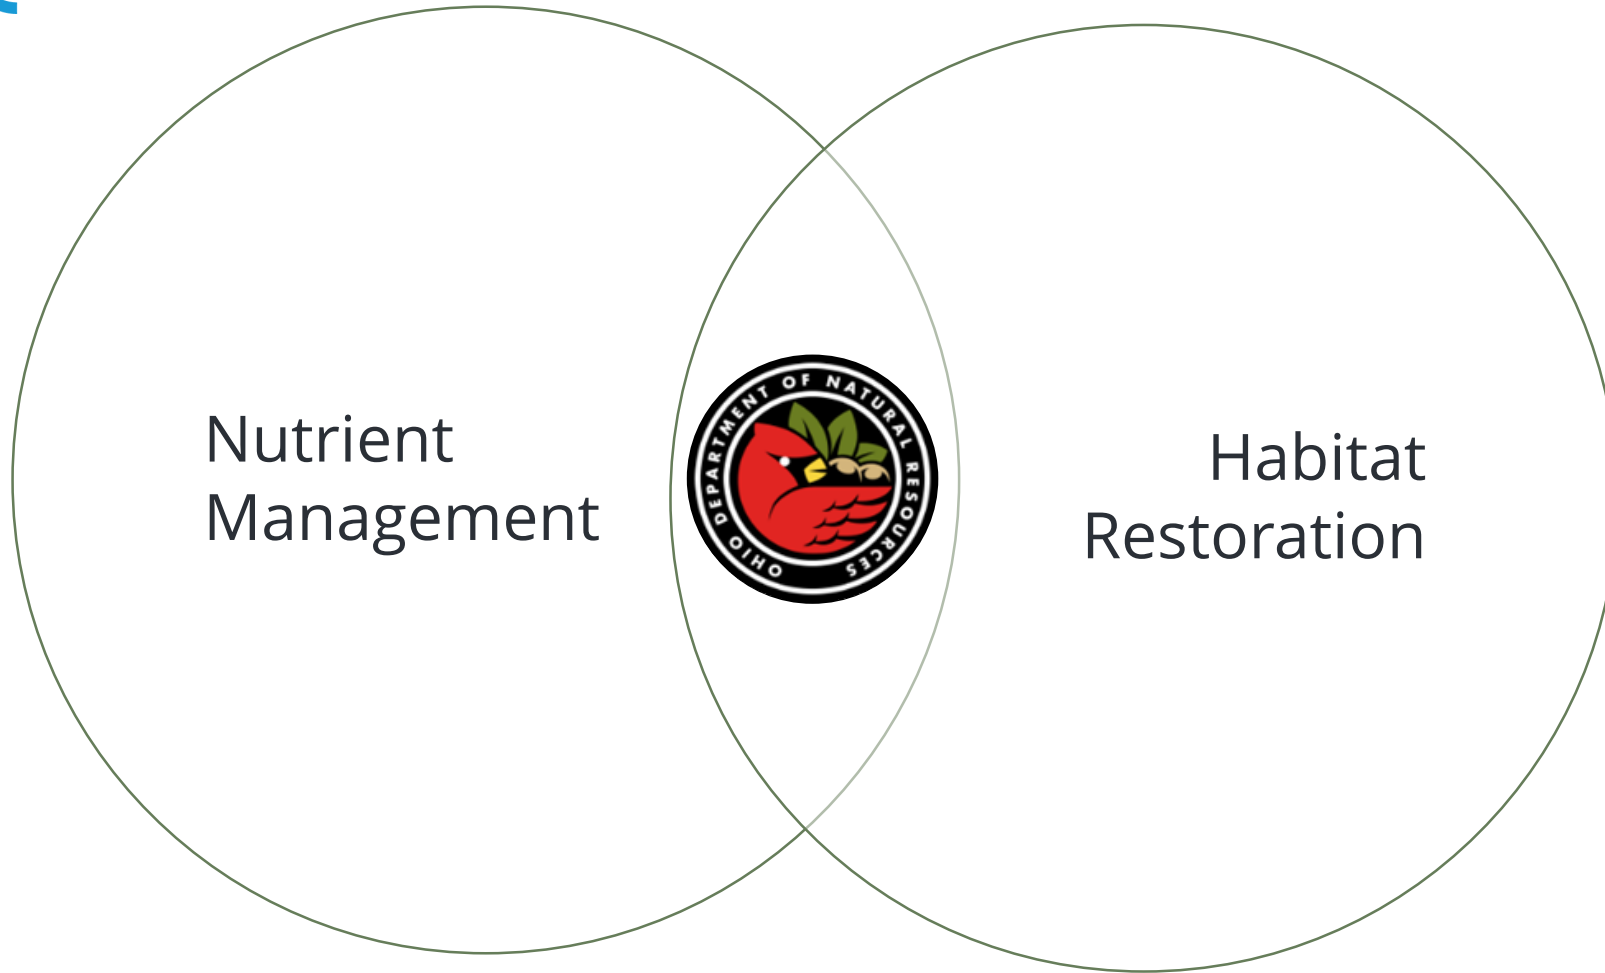 Nutrient
Management
OHIO DEPARTMENT OF NATURAL RESOURCES
Habitat
Restoration